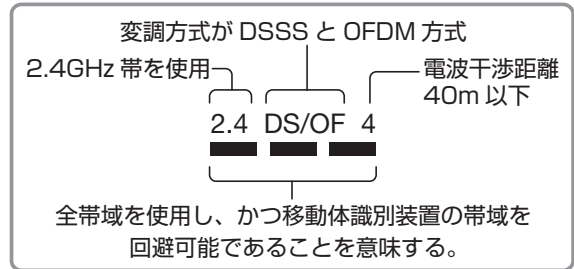 変調方式が DSSS と OFDM 方式
2.4GHz 帯を使用
電波干渉距離
40m 以下
2.4 DS/OF 4
全帯域を使用し、かつ移動体識別装置の帯域を
回避可能であることを意味する。